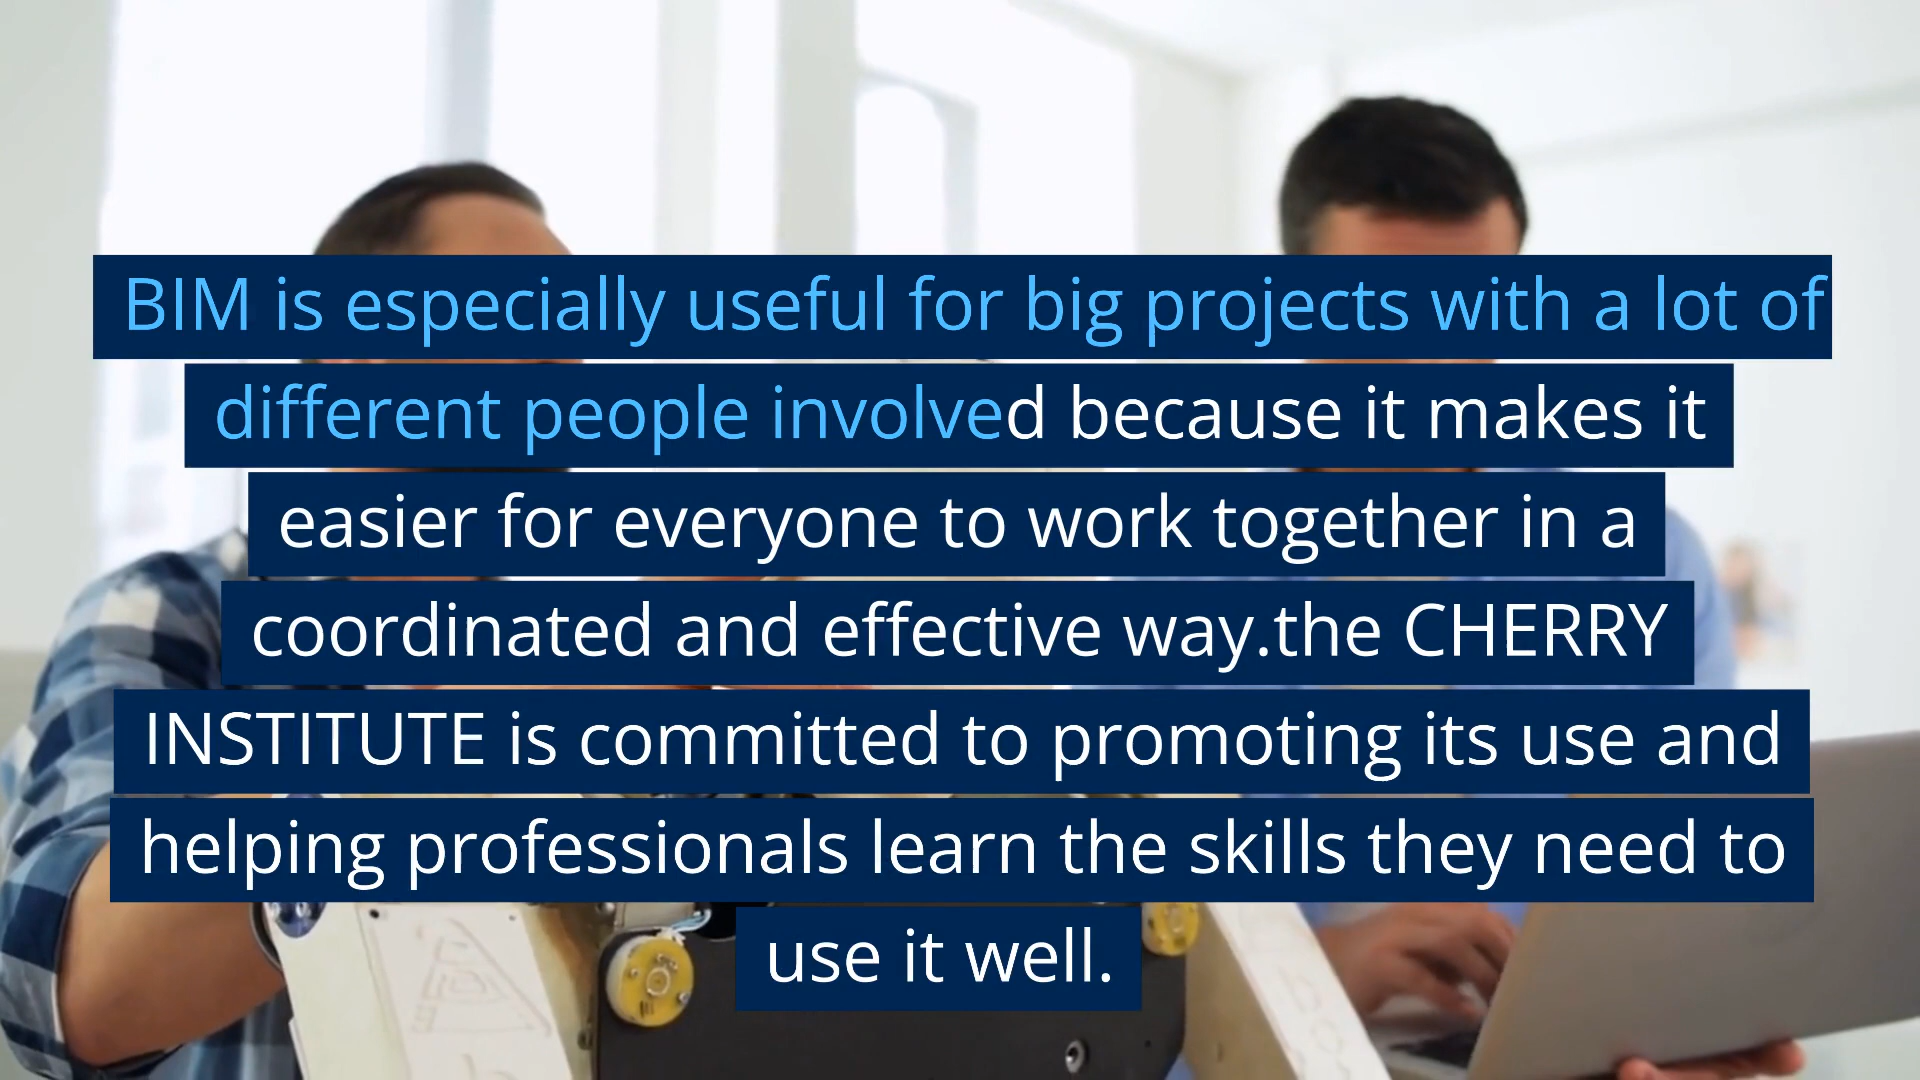 BIM is especially useful for big projects with a lot of
different people involved because it makes it
easier for everyone to work together in a
coordinated and effective way.the CHERRY
INSTITUTE is committed to promoting its use and
helping professionals learn the skills they need to
use it well.